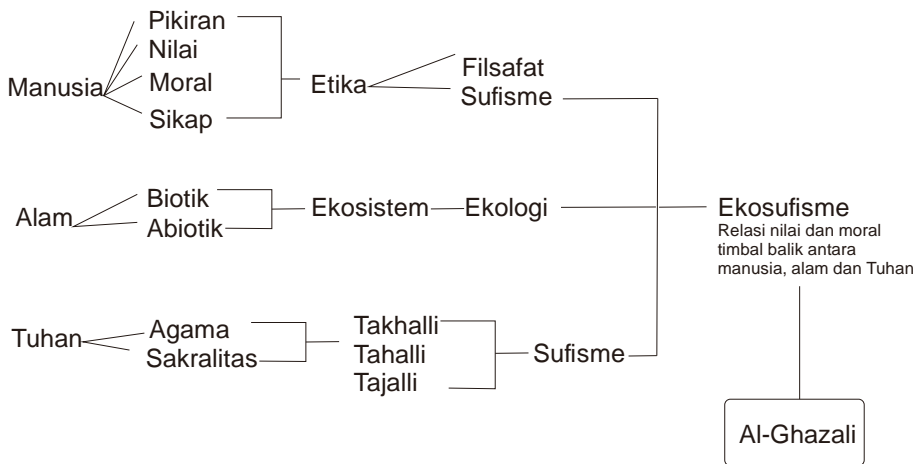 Manusia
Pikiran
Nilai
Moral
Sikap
Etika
Filsafat
Sufisme
Alam
Biotik
Abiotik
Ekosistem
Ekologi
Ekosufisme
Relasi nilai dan moral
timbal balik antara
manusia, alam dan Tuhan
Tuhan
Agama
Sakralitas
Takhalli
Tahalli
Tajalli
Sufisme
Al-Ghazali